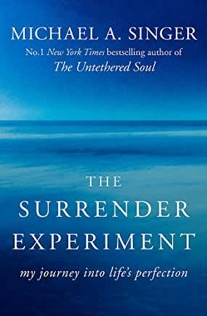 MICHAEL A. SINGER
No.1 New York Times bestselling author of
The Untethered Soul
THE
SURRENDER
EXPERIMENT
my journey into life's perfection